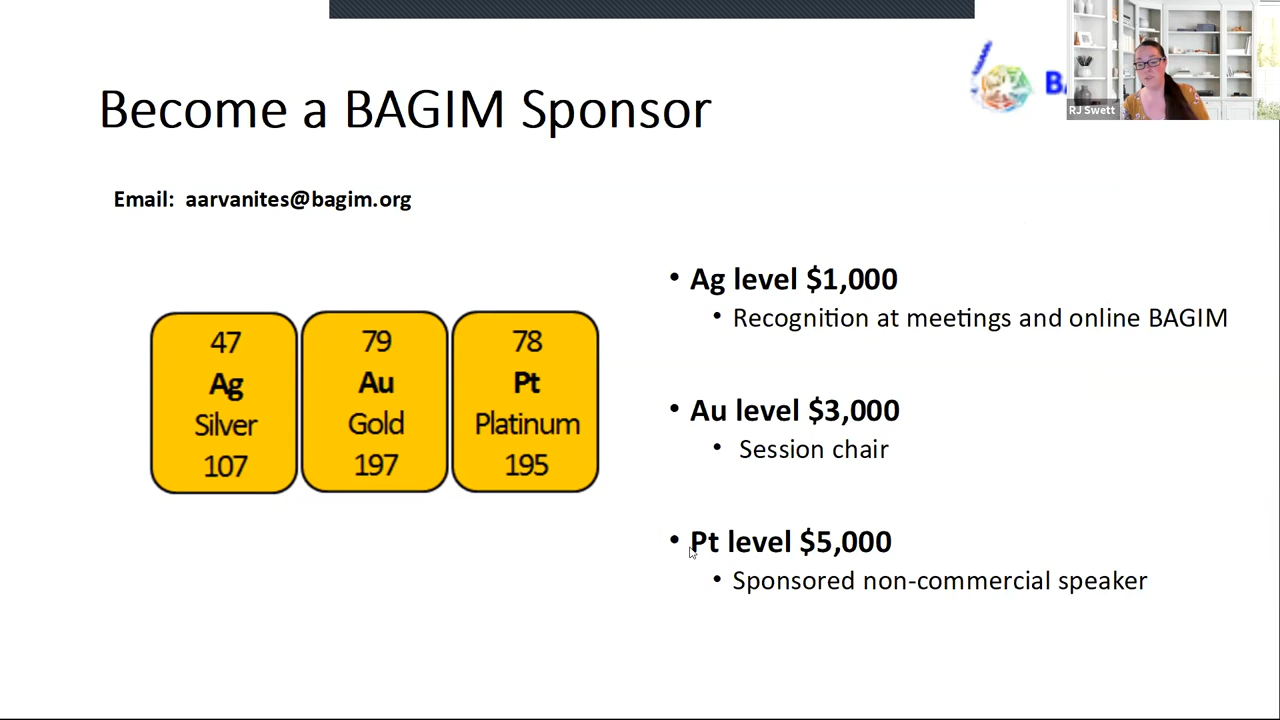 Become a BAGIM Sponsor
RJ Swett
Email: aarvanites@bagim.org
47
Ag
Silver
107
79
Au
Gold
197
78
Pt
Platinum
195
• Ag level $1,000
• Recognition at meetings and online BAGIM
• Au level $3,000
• Session chair
• Pt level $5,000
• Sponsored non-commercial speaker